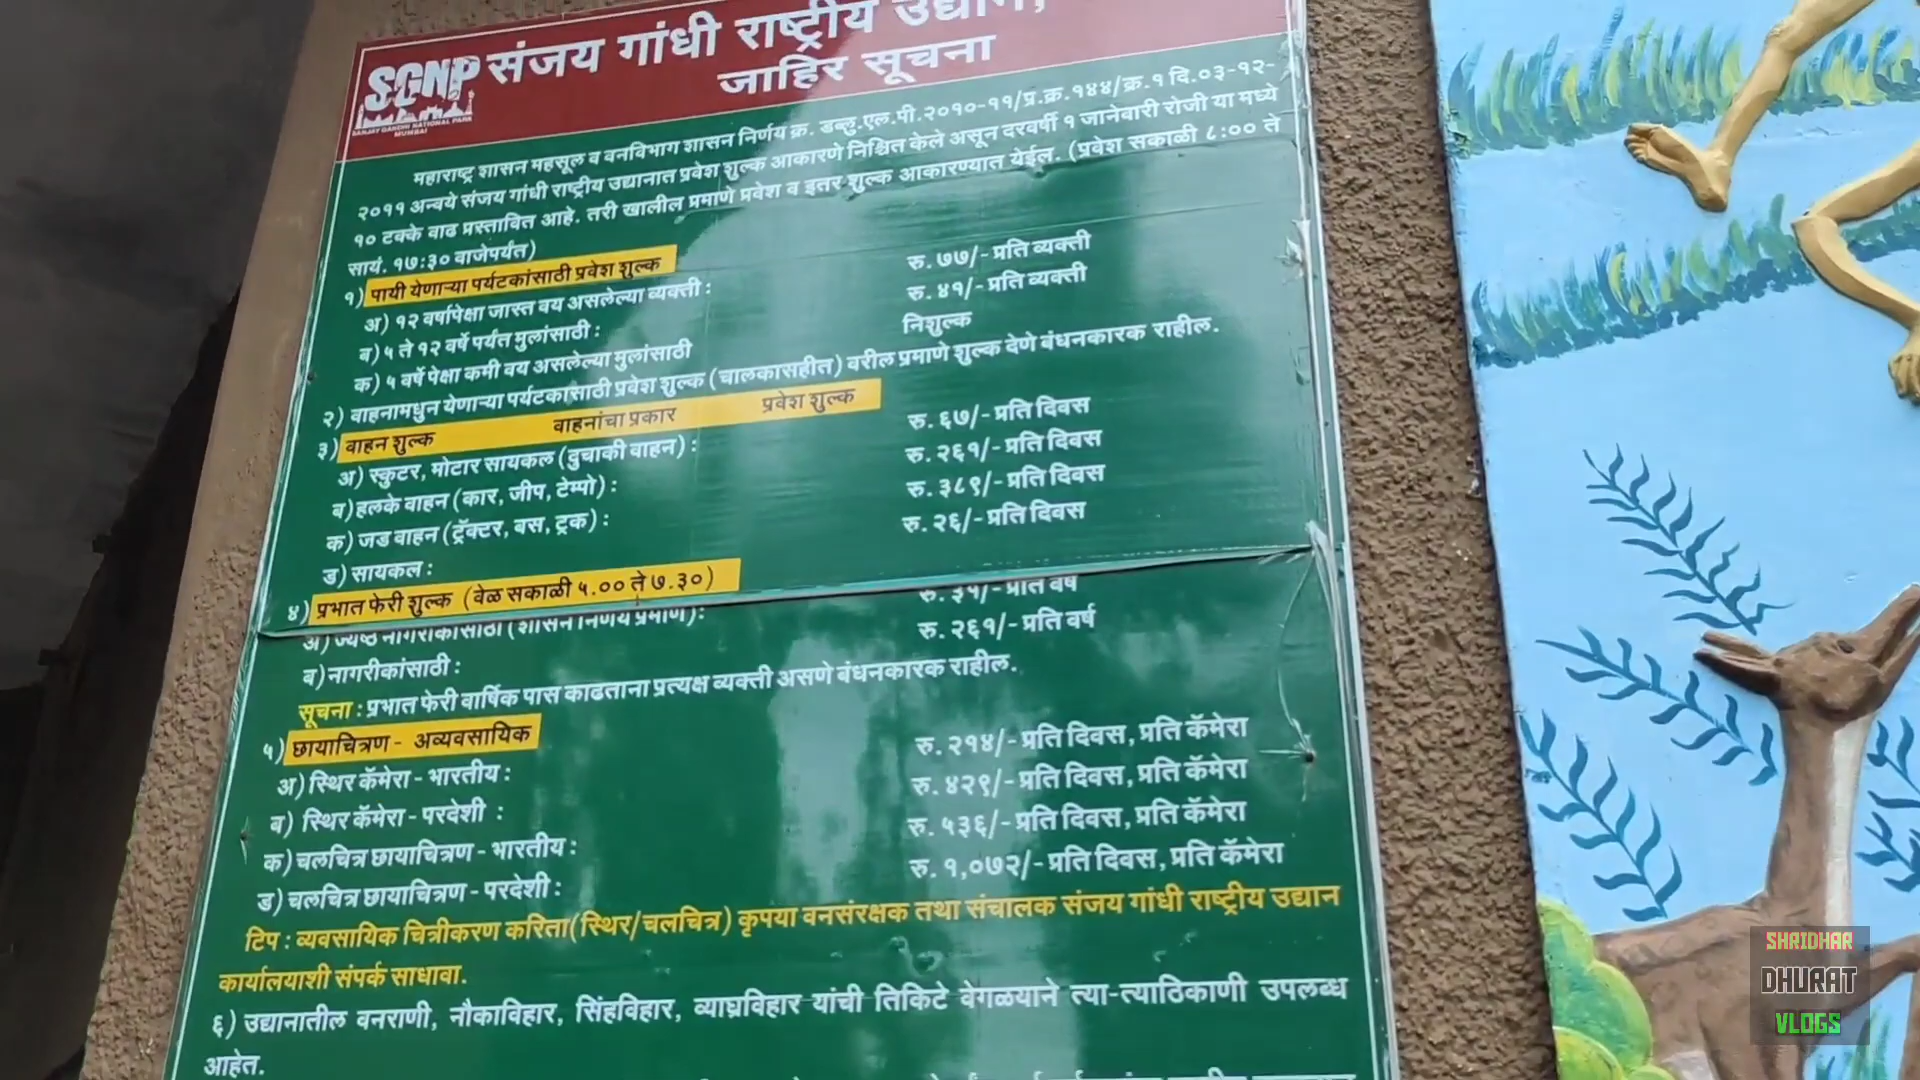 SGNP
SANJAY GANDHI NATIONAL PARK
MUMBAI
संजय गांधी राष्ट्रीय उद्यान,
जाहिर सूचना
महाराष्ट्र शासन महसूल व वनविभाग शासन निर्णय क्र. डब्लु.एल.पी.२०१०-११/प्र.क्र.१४४/क्र.१ दि.०३-१२-
२०११ अन्वये संजय गांधी राष्ट्रीय उद्यानात प्रवेश शुल्क आकारणे निश्चित केले असून दरवर्षी १ जानेवारी रोजी या मध्ये
१० टक्के वाढ प्रस्तावित आहे. तरी खालील प्रमाणे प्रवेश व इतर शुल्क आकारण्यात येईल. (प्रवेश सकाळी ८:०० ते
सायं. १७:३० वाजेपर्यंत)
१) पायी येणाऱ्या पर्यटकांसाठी प्रवेश शुल्क
अ) १२ वर्षापेक्षा जास्त वय असलेल्या व्यक्ती : रु. ७७/- प्रति व्यक्ती
ब) ५ ते १२ वर्षे पर्यंत मुलांसाठी : रु. ४१/- प्रति व्यक्ती
क) ५ वर्षे पेक्षा कमी वय असलेल्या मुलांसाठी निशुल्क
२) वाहनामधुन येणाऱ्या पर्यटकासाठी प्रवेश शुल्क (चालकासहीत) वरील प्रमाणे शुल्क देणे बंधनकारक राहील.
३) वाहन शुल्क वाहनांचा प्रकार प्रवेश शुल्क
अ) स्कुटर, मोटार सायकल (दुचाकी वाहन) : रु. ६७/- प्रति दिवस
ब) हलके वाहन (कार, जीप, टेम्पो) : रु. २६१/- प्रति दिवस
क) जड वाहन (ट्रॅक्टर, बस, ट्रक) : रु. ३८९/- प्रति दिवस
ड) सायकल : रु. २६/- प्रति दिवस
४) प्रभात फेरी शुल्क (वेळ सकाळी ५.०० ते ७.३०)
अ) ज्येष्ठ नागरीकांसाठी (शासन निर्णय प्रमाणे) : रु. ३१/- प्रति वर्ष
ब) नागरीकांसाठी : रु. २६१/- प्रति वर्ष
सूचना : प्रभात फेरी वार्षिक पास काढताना प्रत्यक्ष व्यक्ती असणे बंधनकारक राहील.
५) छायाचित्रण - अव्यवसायिक
अ) स्थिर कॅमेरा - भारतीय : रु. २१४/- प्रति दिवस, प्रति कॅमेरा
ब) स्थिर कॅमेरा - परदेशी : रु. ४२९/- प्रति दिवस, प्रति कॅमेरा
क) चलचित्र छायाचित्रण - भारतीय : रु. ५३६/- प्रति दिवस, प्रति कॅमेरा
ड) चलचित्र छायाचित्रण - परदेशी : रु. १,०७२/- प्रति दिवस, प्रति कॅमेरा
टिप : व्यवसायिक चित्रीकरण करिता (स्थिर/चलचित्र) कृपया वनसंरक्षक तथा संचालक संजय गांधी राष्ट्रीय उद्यान
कार्यालयाशी संपर्क साधावा.
६) उद्यानातील वनराणी, नौकाविहार, सिंहविहार, व्याघ्रविहार यांची तिकिटे वेगळयाने त्या-त्याठिकाणी उपलब्ध
आहेत.
SHRIDHAR
DHURAT
VLOGS